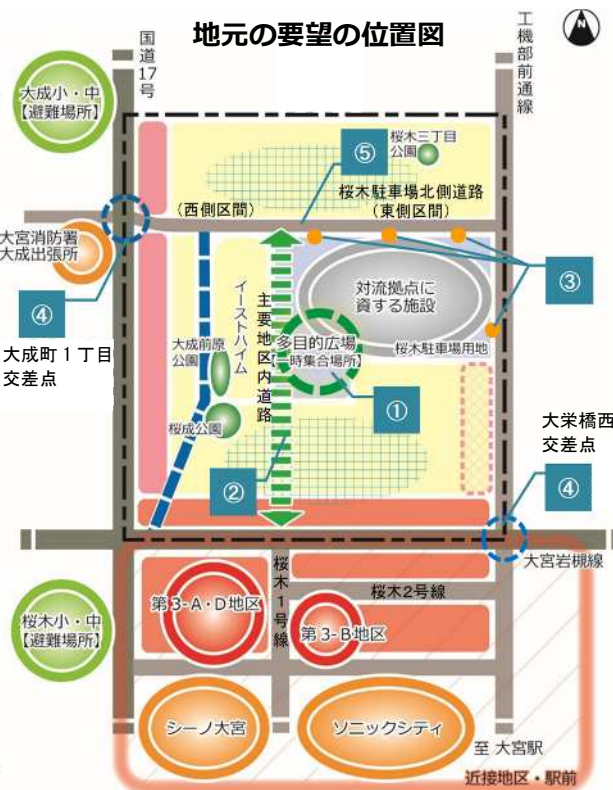 地元の要望の位置図
N
国道17号
工機部前通線
大成小・中
【避難場所】
桜木三丁目
公園
⑤
桜木駐車場北側道路
(西側区間)
(東側区間)
大宮消防署
大成出張所
③
④
大成町1丁目
交差点
イーストハイム
主要地区内道路
対流拠点に
資する施設
大成前原
公園
多目的広場
【一時集合場所】
桜木駐車場用地
①
桜成公園
大栄橋西
交差点
②
④
大宮岩槻線
桜木1号線
桜木2号線
第3-A・D地区
第3-B地区
桜木小・中
【避難場所】
シーノ大宮
ソニックシティ
至 大宮駅
近接地区・駅前